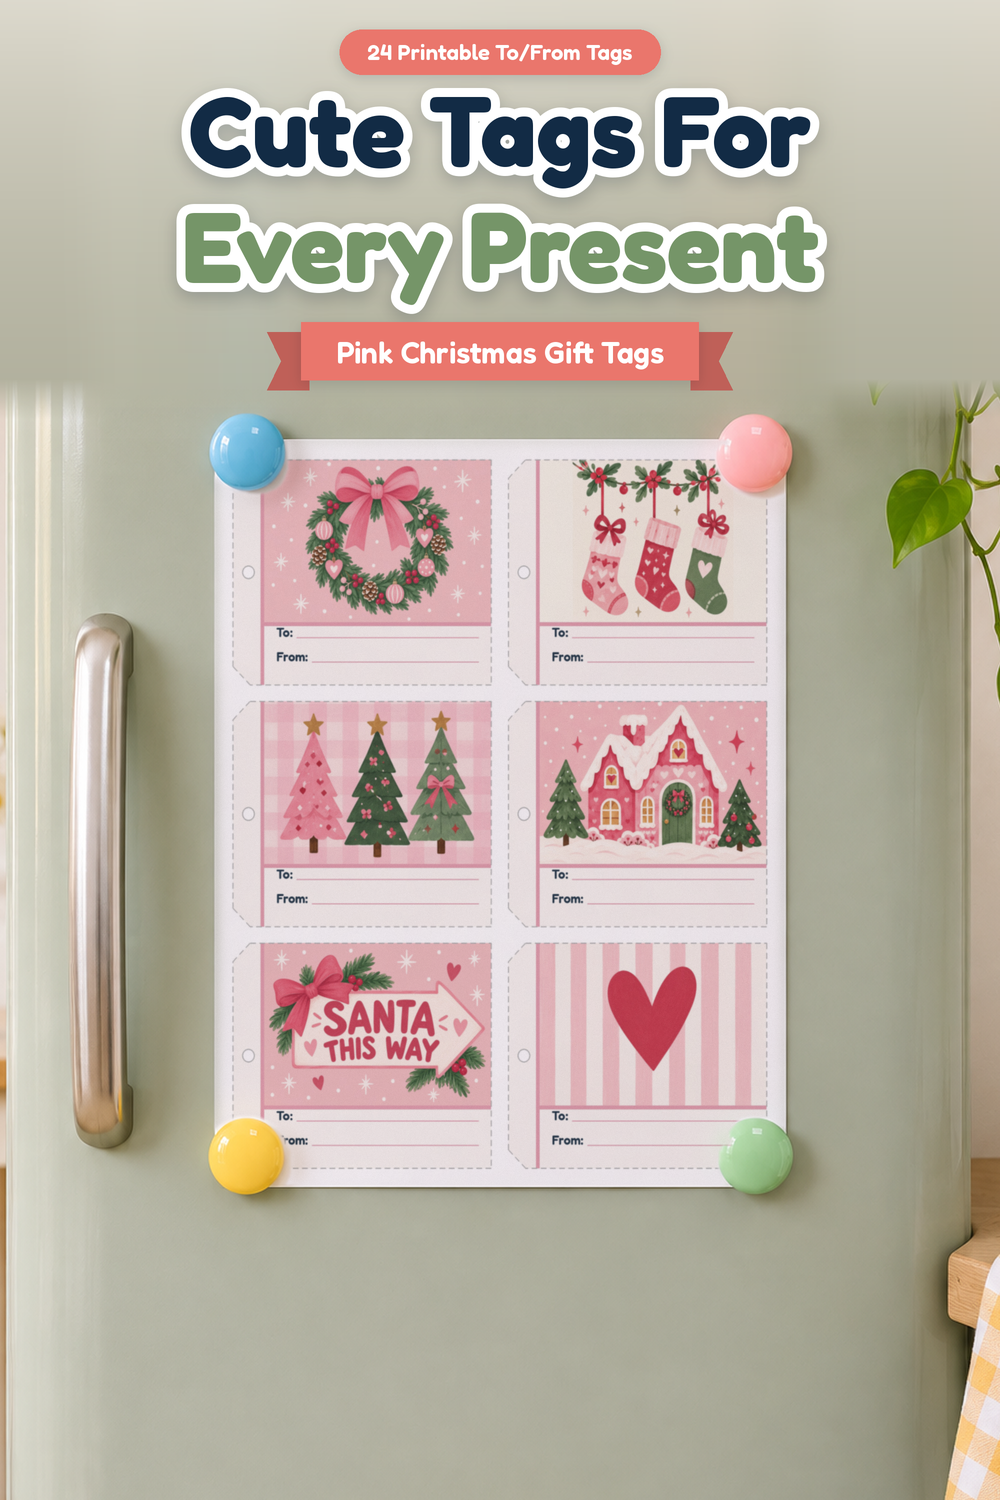 24 Printable To/From Tags
Cute Tags For
Every Present
Pink Christmas Gift Tags
To:
From:
To:
From:
To:
From:
To:
From:
SANTA
THIS WAY
To:
From:
To:
From: